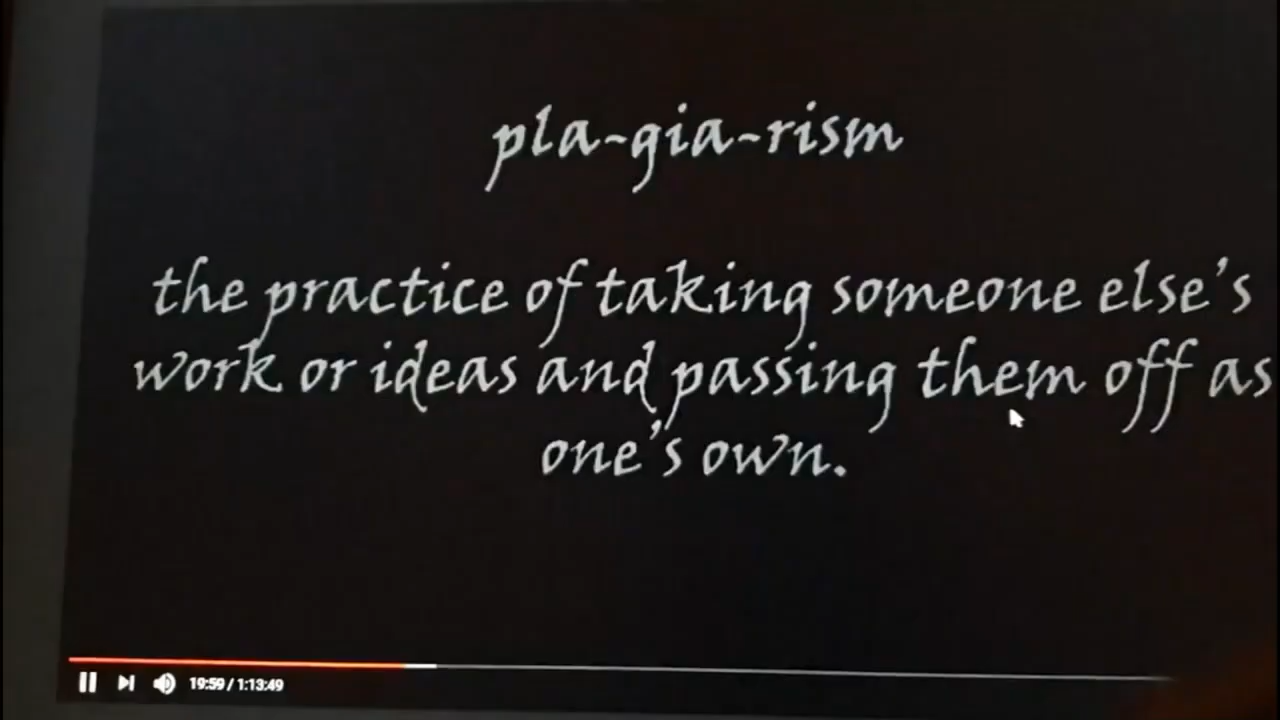 pla-gia-rism
the practice of taking someone else's
work or ideas and passing them off as
one's own.
19:59 / 1:13:49